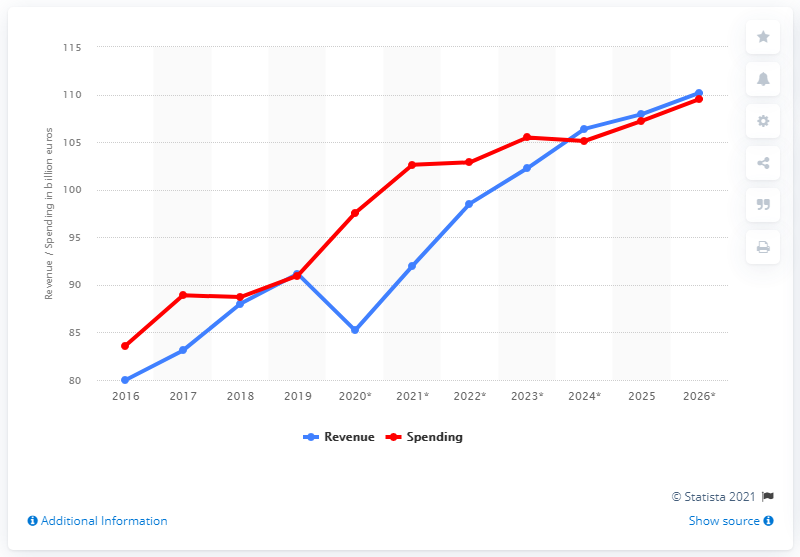 115
110
105
100
95
90
85
80
Revenue / Spending in billion euros
2016 2017 2018 2019 2020* 2021* 2022* 2023* 2024* 2025 2026*
Revenue Spending
© Statista 2021
Additional Information Show source